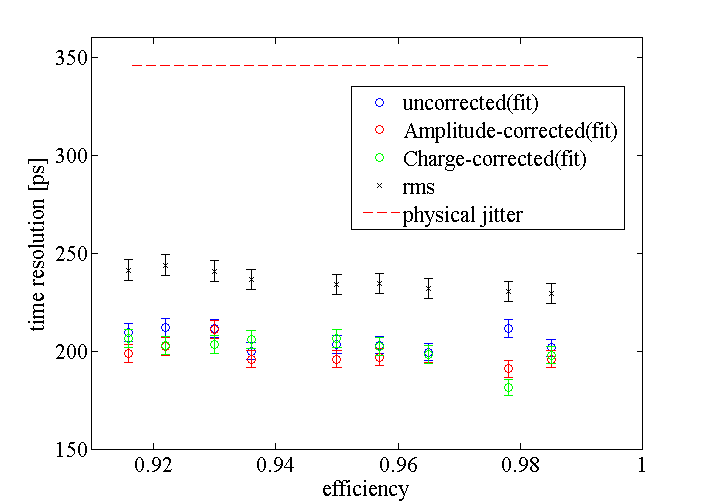 350
300
250
200
150
time resolution [ps]
uncorrected(fit)
Amplitude-corrected(fit)
Charge-corrected(fit)
rms
physical jitter
0.92 0.94 0.96 0.98 1
efficiency